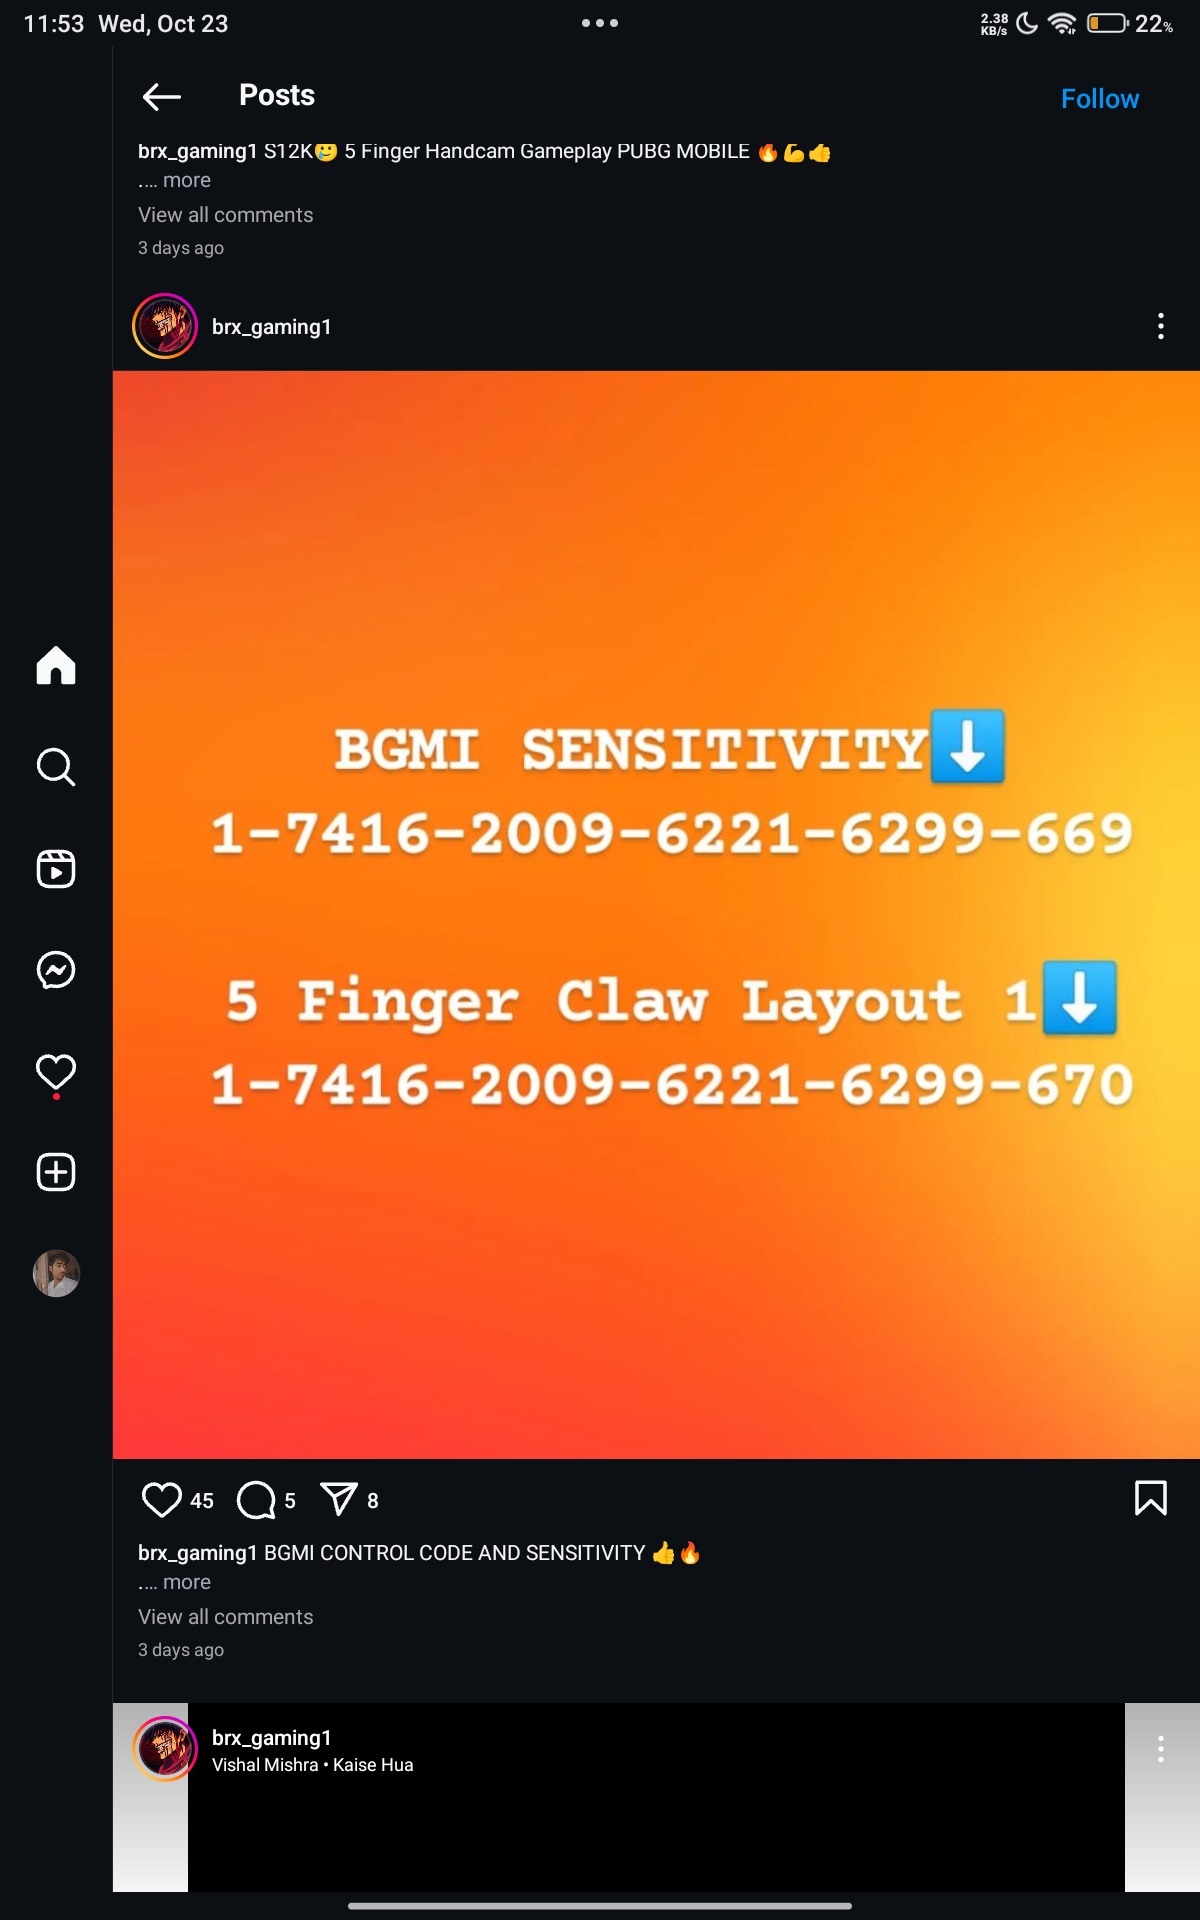 11:53 Wed, Oct 23
2.38 KB/s 22%
Posts
Follow
brx_gaming1 S12K🥲 5 Finger Handcam Gameplay PUBG MOBILE 🔥💪👍
.... more
View all comments
3 days ago
brx_gaming1
BGMI SENSITIVITY⬇️
1-7416-2009-6221-6299-669
5 Finger Claw Layout 1⬇️
1-7416-2009-6221-6299-670
45 5 8
brx_gaming1 BGMI CONTROL CODE AND SENSITIVITY 👍🔥
.... more
View all comments
3 days ago
brx_gaming1
Vishal Mishra • Kaise Hua